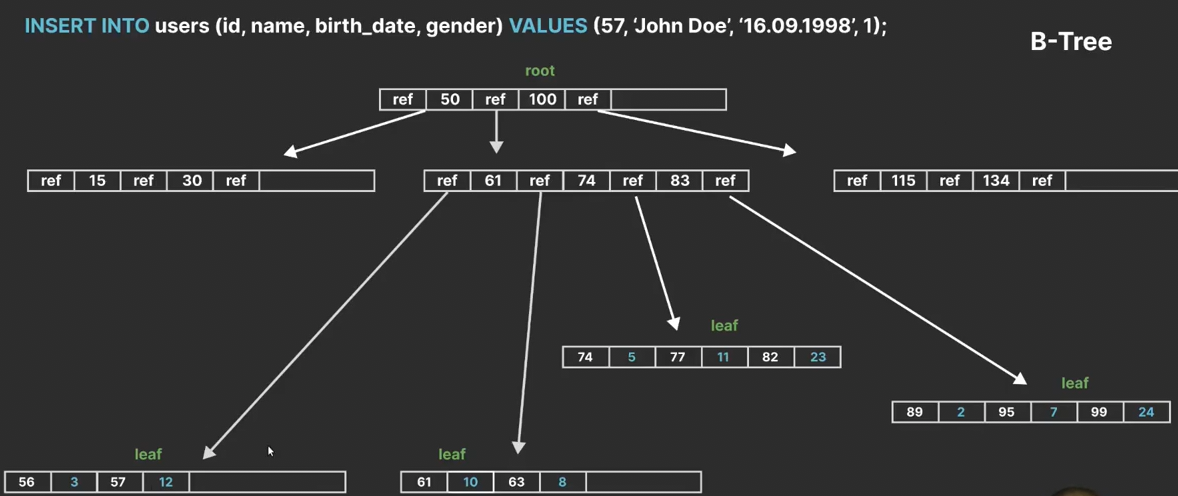 INSERT INTO users (id, name, birth_date, gender) VALUES (57, ‘John Doe’, ‘16.09.1998’, 1);
B-Tree
root
ref 50 ref 100 ref
ref 15 ref 30 ref
ref 61 ref 74 ref 83 ref
ref 115 ref 134 ref
leaf
74 5 77 11 82 23
leaf
89 2 95 7 99 24
leaf
56 3 57 12
leaf
61 10 63 8